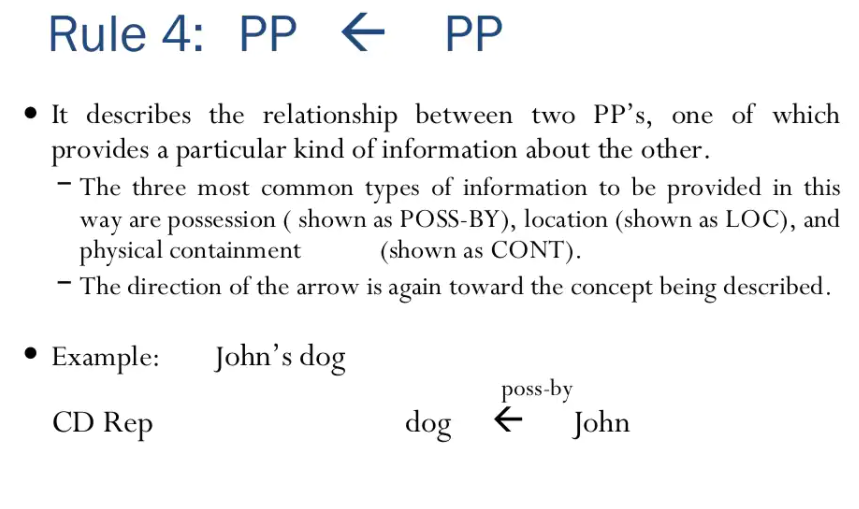 Rule 4: PP ← PP
• It describes the relationship between two PP's, one of which
provides a particular kind of information about the other.
– The three most common types of information to be provided in this
way are possession ( shown as POSS-BY), location (shown as LOC), and
physical containment (shown as CONT).
– The direction of the arrow is again toward the concept being described.
• Example: John's dog
poss-by
CD Rep dog ← John